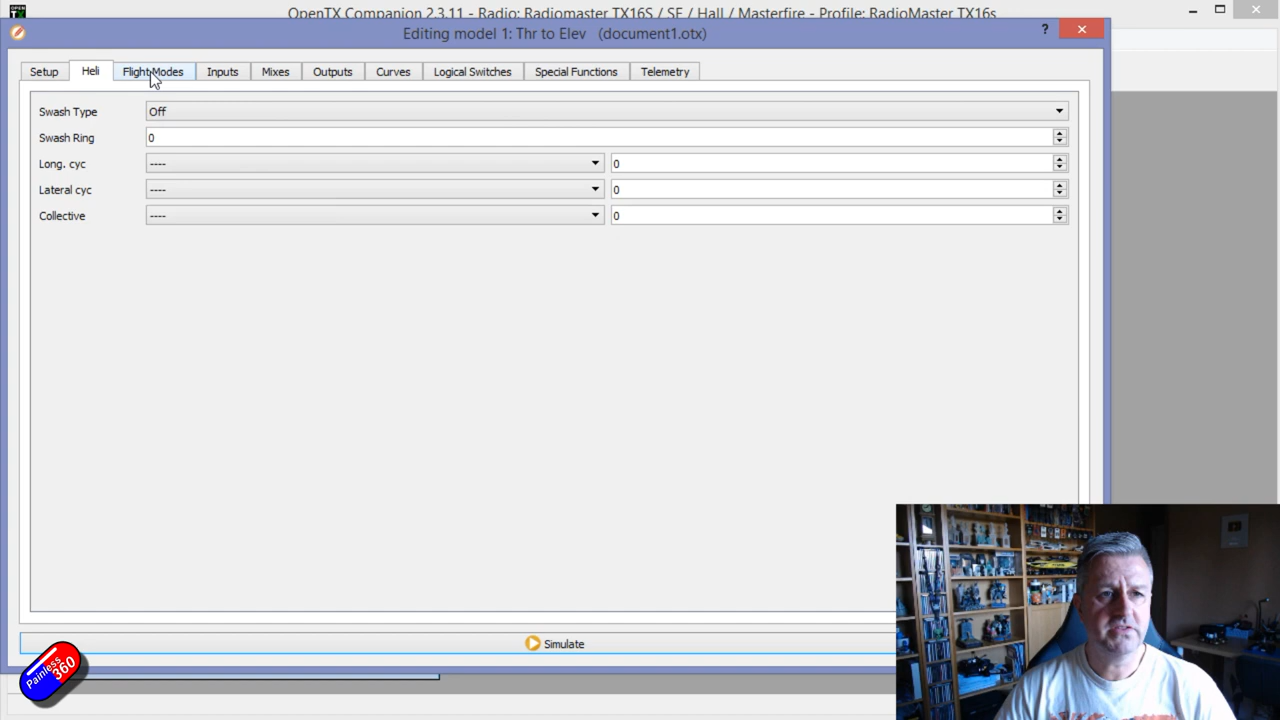 OpenTX Companion 2.3.11 - Radio: Radiomaster TX16S / SE / Hall / Masterfire - Profile: RadioMaster TX16s
Editing model 1: Thr to Elev (document1.otx)
?
Setup Heli Flight Modes Inputs Mixes Outputs Curves Logical Switches Special Functions Telemetry
Swash Type Off
Swash Ring 0
Long. cyc ---- 0
Lateral cyc ---- 0
Collective ---- 0
Simulate
Painless
360